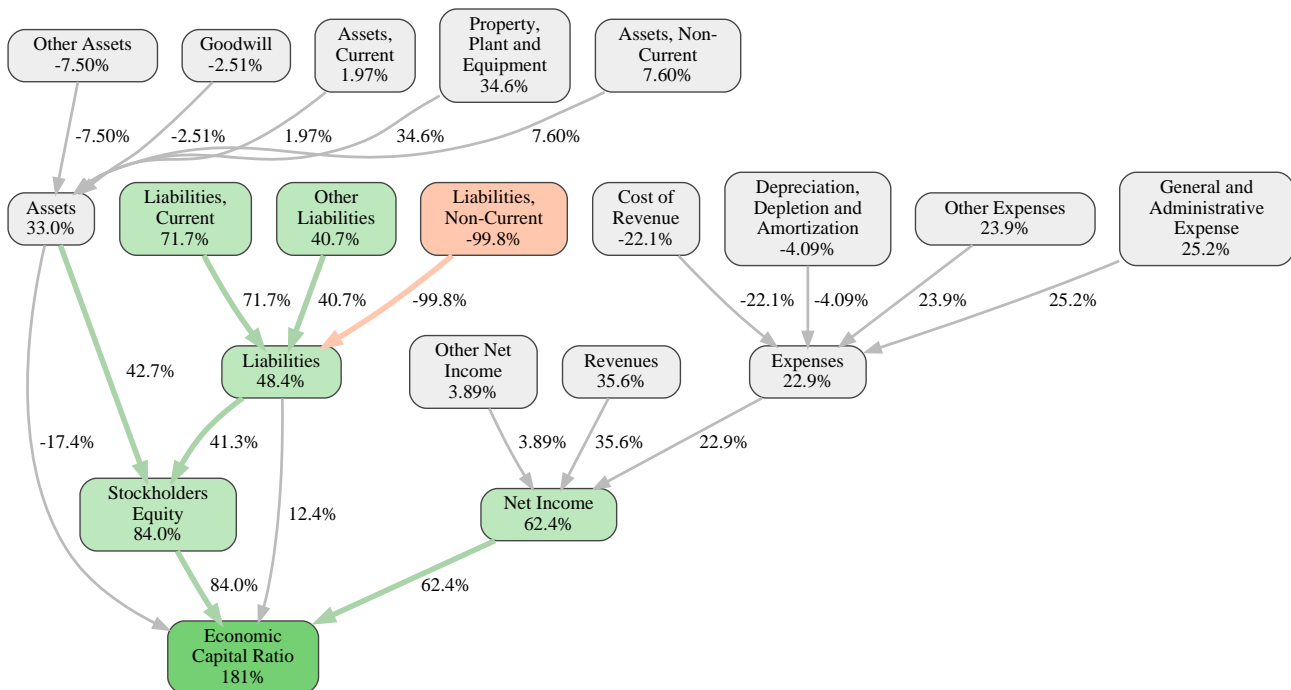 Other Assets
-7.50%
Goodwill
-2.51%
Assets,
Current
1.97%
Property,
Plant and
Equipment
34.6%
Assets, Non-
Current
7.60%
-7.50%
-2.51%
1.97%
34.6%
7.60%
Assets
33.0%
Liabilities,
Current
71.7%
Other
Liabilities
40.7%
Liabilities,
Non-Current
-99.8%
Cost of
Revenue
-22.1%
Depreciation,
Depletion and
Amortization
-4.09%
Other Expenses
23.9%
General and
Administrative
Expense
25.2%
71.7%
40.7%
-99.8%
-22.1%
-4.09%
23.9%
25.2%
42.7%
Liabilities
48.4%
Other Net
Income
3.89%
Revenues
35.6%
Expenses
22.9%
-17.4%
41.3%
3.89%
35.6%
22.9%
Stockholders
Equity
84.0%
12.4%
Net Income
62.4%
84.0%
62.4%
Economic
Capital Ratio
181%